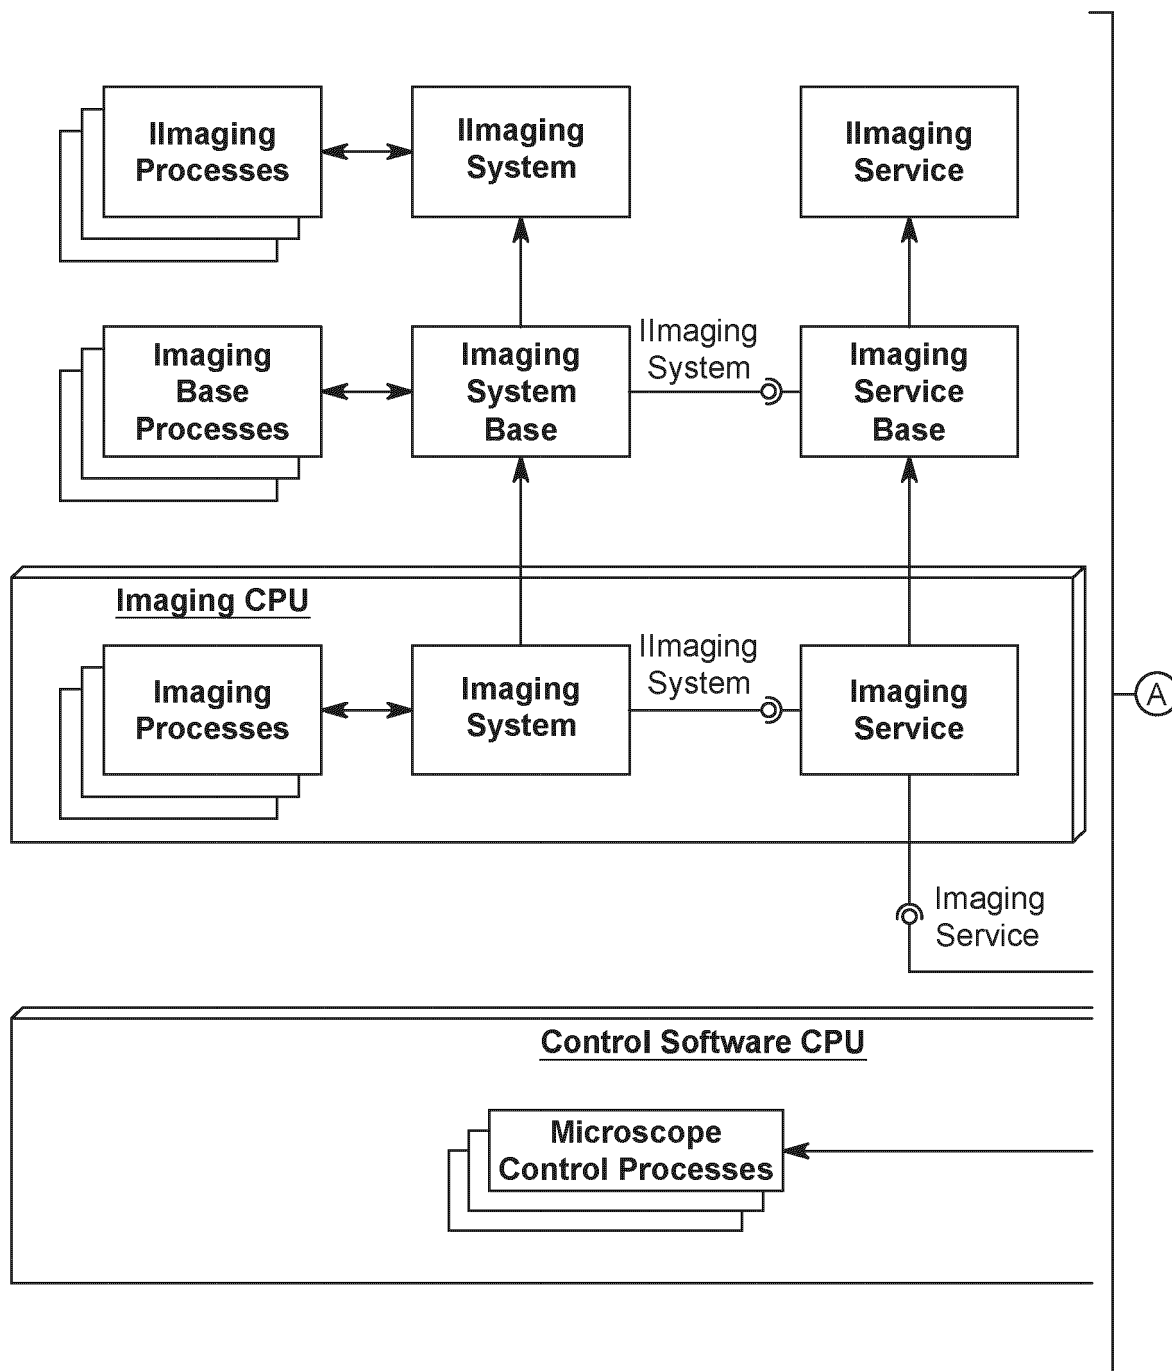 IImaging
Processes
IImaging
System
IImaging
Service
Imaging
Base
Processes
Imaging
System
Base
IImaging
System
Imaging
Service
Base
Imaging CPU
Imaging
Processes
Imaging
System
IImaging
System
Imaging
Service
A
Imaging
Service
Control Software CPU
Microscope
Control Processes